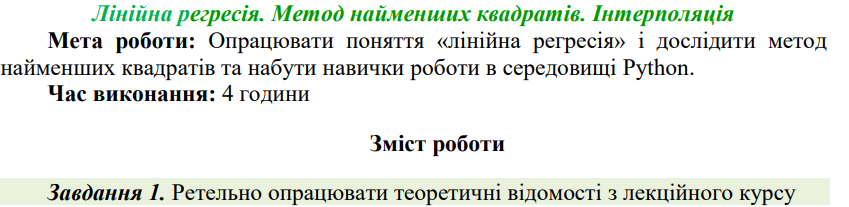 Лінійна регресія. Метод найменших квадратів. Інтерполяція
Мета роботи: Опрацювати поняття «лінійна регресія» і дослідити метод
найменших квадратів та набути навички роботи в середовищі Python.
Час виконання: 4 години
Зміст роботи
Завдання 1. Ретельно опрацювати теоретичні відомості з лекційного курсу